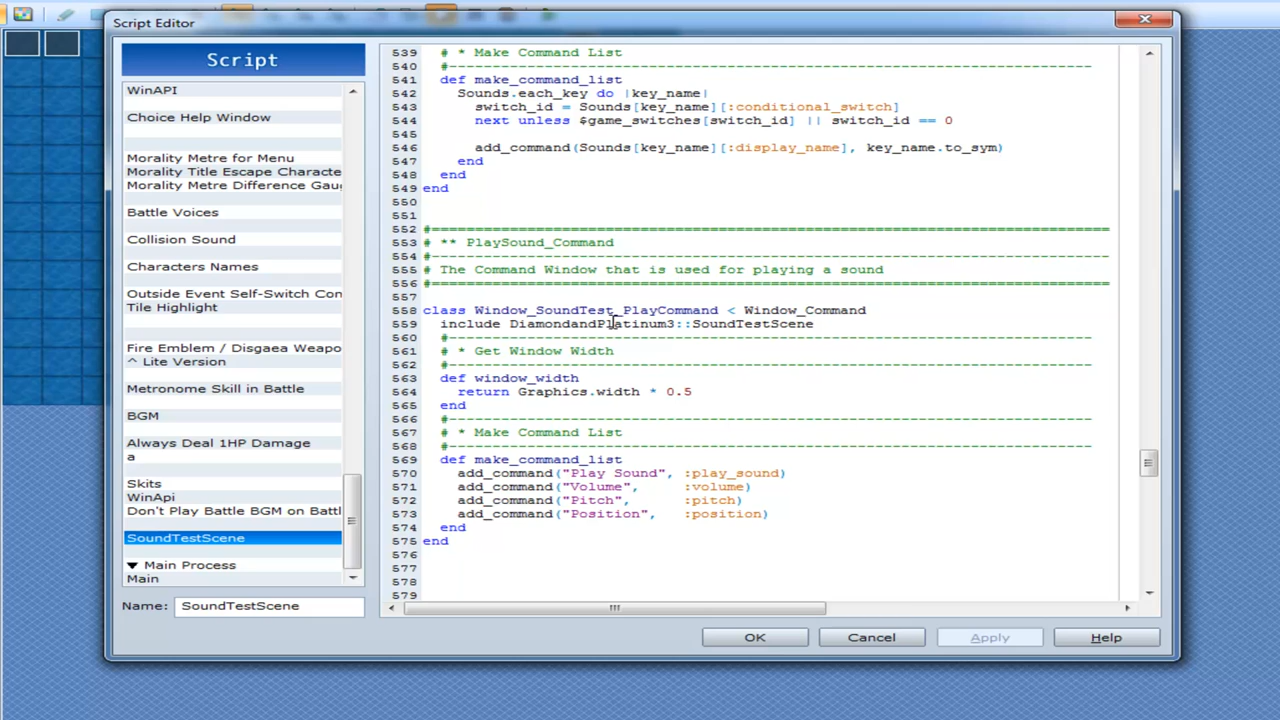 Script Editor
Script
WinAPI
Choice Help Window
Morality Metre for Menu
Morality Title Escape Characte
Morality Metre Difference Gau
Battle Voices
Collision Sound
Characters Names
Outside Event Self-Switch Con
Tile Highlight
Fire Emblem / Disgaea Weapo
^ Lite Version
Metronome Skill in Battle
BGM
Always Deal 1HP Damage
a
Skits
WinApi
Don't Play Battle BGM on Battl
SoundTestScene
▼ Main Process
Main
Name: SoundTestScene
539 # * Make Command List
540 #---------------------------------------------------------------------------
541 def make_command_list
542 Sounds.each_key do |key_name|
543 switch_id = Sounds[key_name][:conditional_switch]
544 next unless $game_switches[switch_id] || switch_id == 0
545
546 add_command(Sounds[key_name][:display_name], key_name.to_sym)
547 end
548 end
549 end
550
551
552 #==============================================================================
553 # ** PlaySound_Command
554 #------------------------------------------------------------------------------
555 # The Command Window that is used for playing a sound
556 #==============================================================================
557
558 class Window_SoundTest_PlayCommand < Window_Command
559 include DiamondandPlatinum3::SoundTestScene
560 #---------------------------------------------------------------------------
561 # * Get Window Width
562 #---------------------------------------------------------------------------
563 def window_width
564 return Graphics.width * 0.5
565 end
566 #---------------------------------------------------------------------------
567 # * Make Command List
568 #---------------------------------------------------------------------------
569 def make_command_list
570 add_command("Play Sound", :play_sound)
571 add_command("Volume", :volume)
572 add_command("Pitch", :pitch)
573 add_command("Position", :position)
574 end
575 end
576
577
578
579
OK
Cancel
Apply
Help